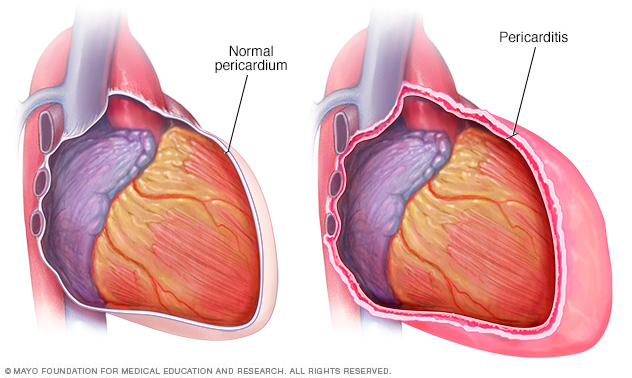 Normal
pericardium
Pericarditis
® MAYO FOUNDATION FOR MEDICAL EDUCATION AND RESEARCH. ALL RIGHTS RESERVED.